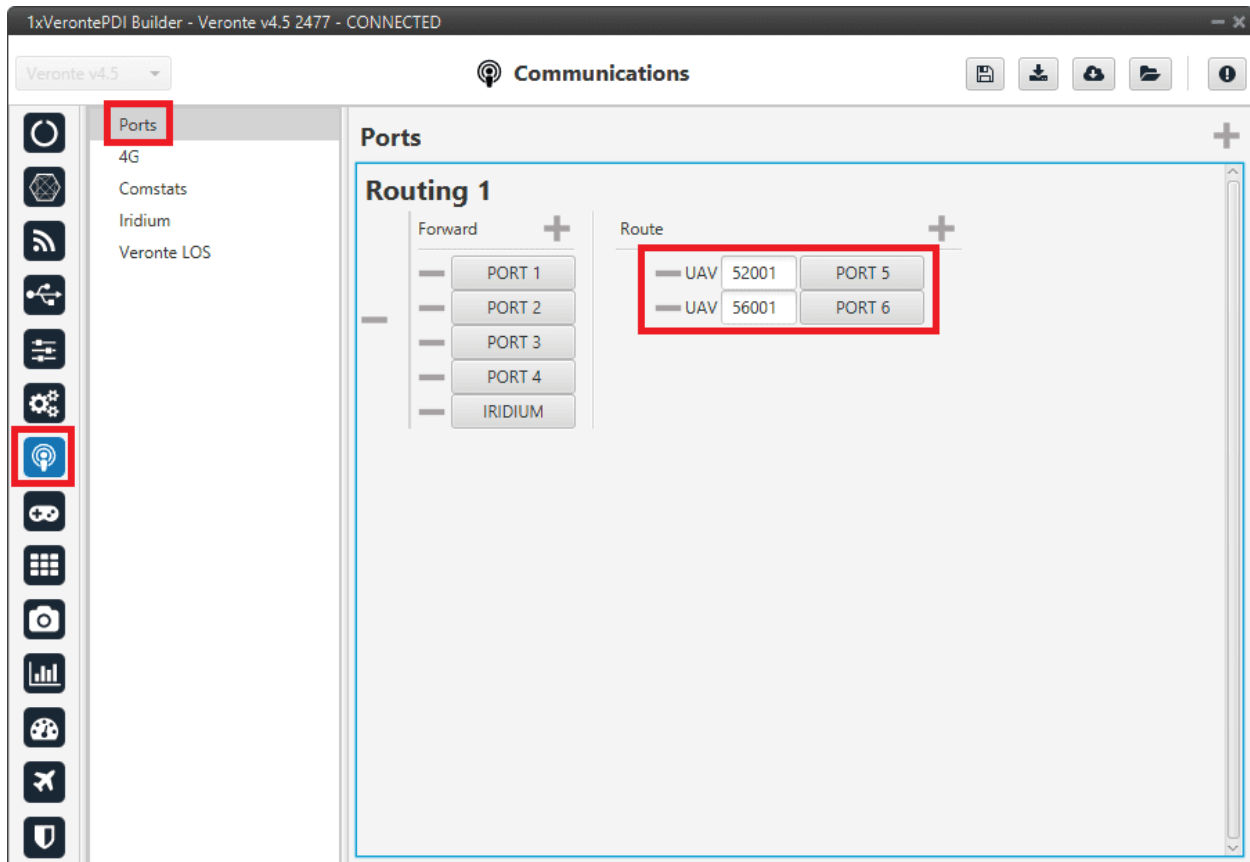 1xVerontePDI Builder - Veronte v4.5 2477 - CONNECTED
Veronte v4.5
Communications
Ports
4G
Comstats
Iridium
Veronte LOS
Ports
Routing 1
Forward
Route
PORT 1
PORT 2
PORT 3
PORT 4
IRIDIUM
UAV 52001 PORT 5
UAV 56001 PORT 6